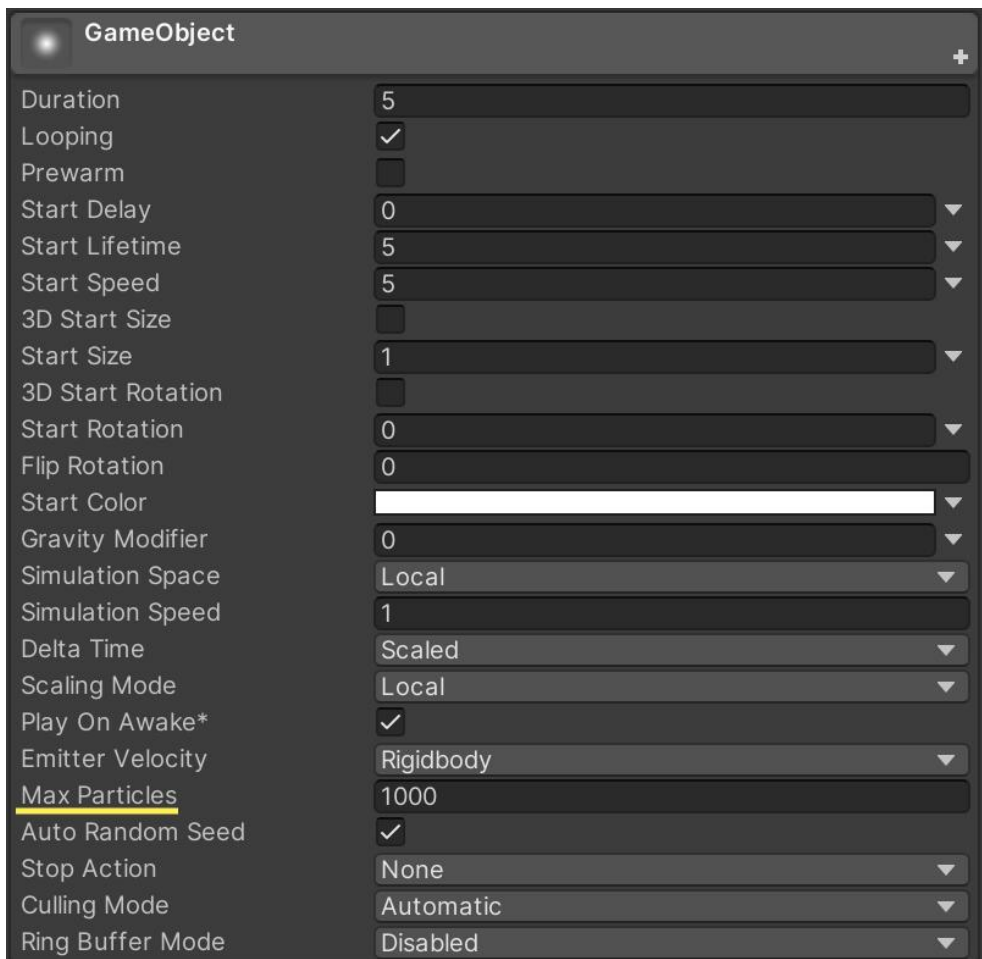 GameObject
Duration 5
Looping
Prewarm
Start Delay 0
Start Lifetime 5
Start Speed 5
3D Start Size
Start Size 1
3D Start Rotation
Start Rotation 0
Flip Rotation 0
Start Color
Gravity Modifier 0
Simulation Space Local
Simulation Speed 1
Delta Time Scaled
Scaling Mode Local
Play On Awake*
Emitter Velocity Rigidbody
Max Particles 1000
Auto Random Seed
Stop Action None
Culling Mode Automatic
Ring Buffer Mode Disabled